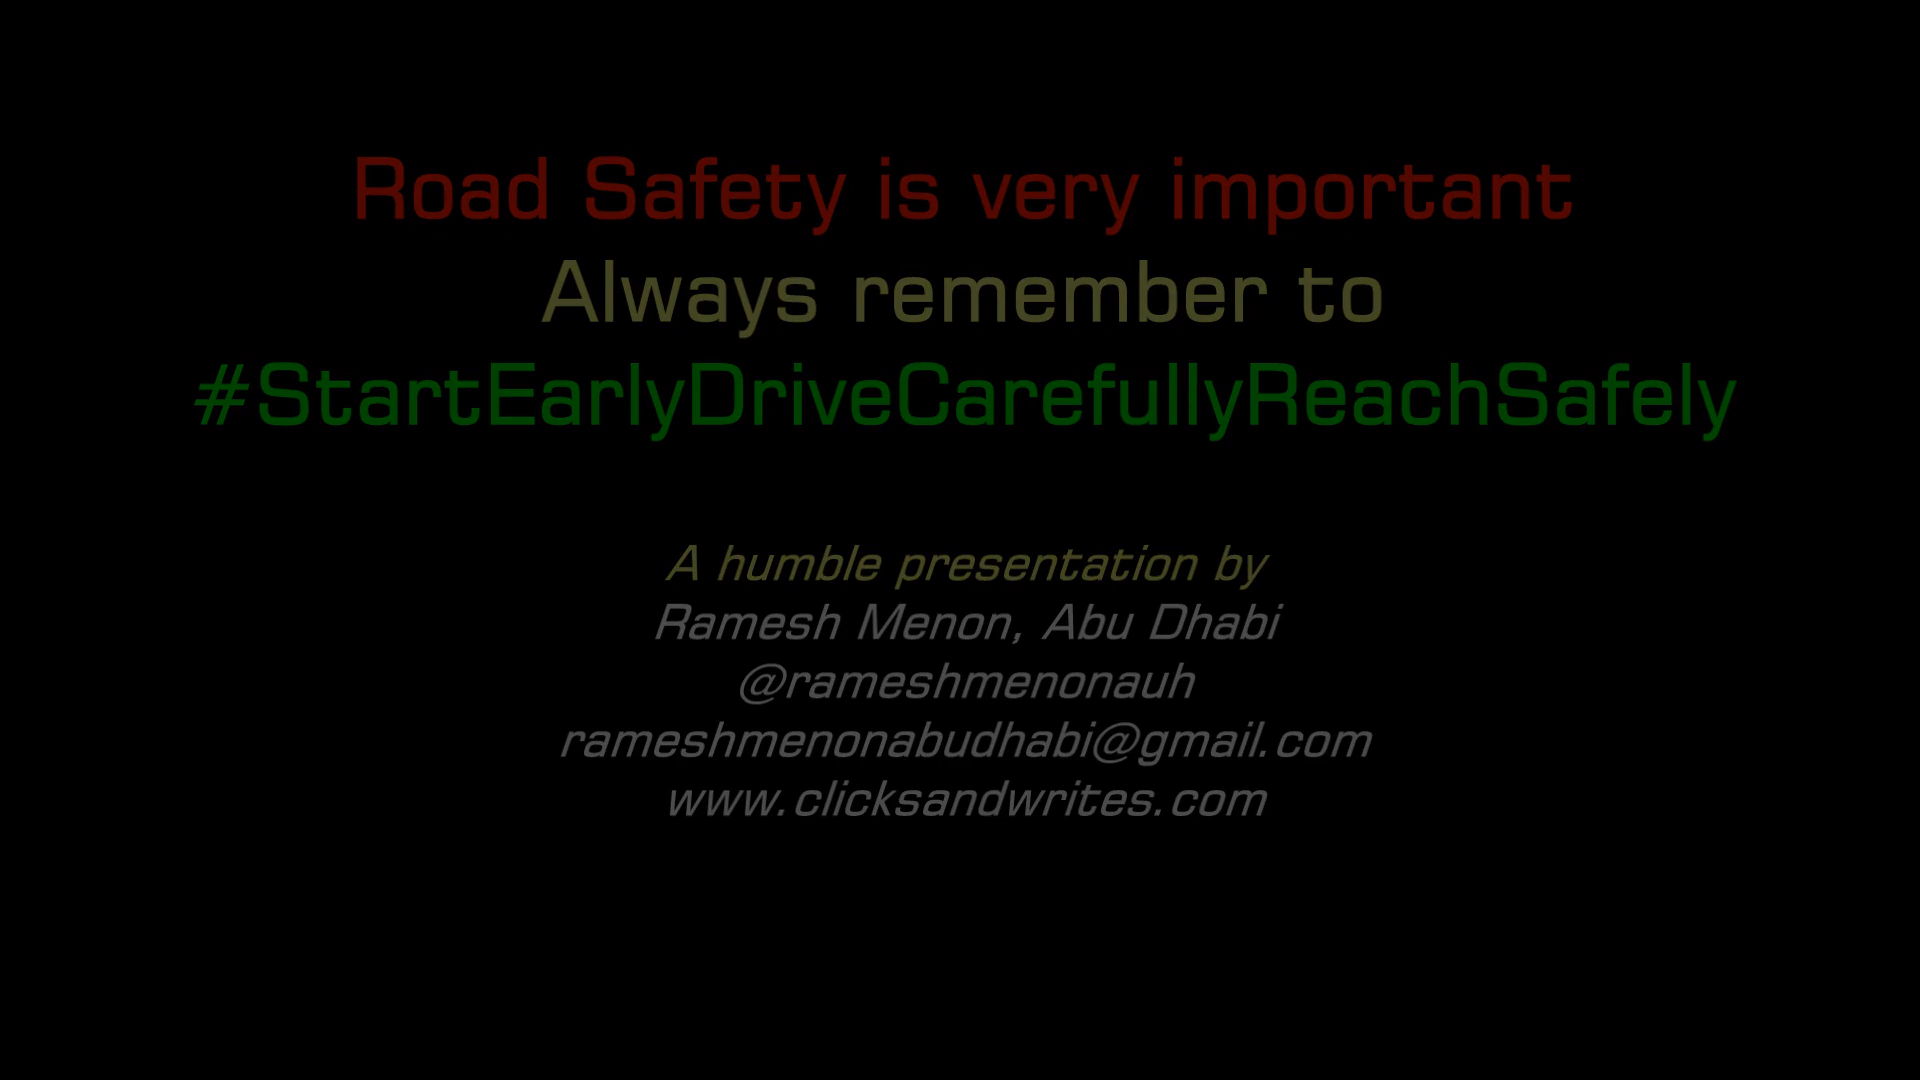 Road Safety is very important
Always remember to
#StartEarlyDriveCarefullyReachSafely
A humble presentation by
Ramesh Menon, Abu Dhabi
@rameshmenonauh
rameshmenonabudhabi@gmail.com
www.clicksandwrites.com